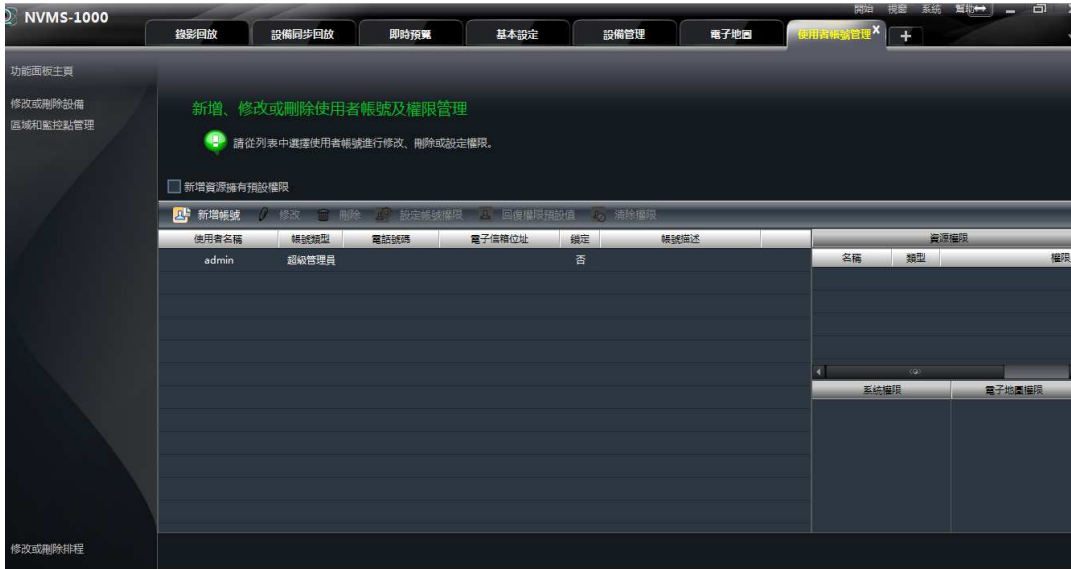 NVMS-1000
開始 視窗 系統
錄影回放 設備同步回放 即時預覽 基本設定 設備管理 電子地圖 使用者帳號管理 X +
功能面板主頁
修改或刪除設備
區域和監控點管理
新增、修改或刪除使用者帳號及權限管理
請從列表中選擇使用者帳號進行修改、刪除或設定權限。
新增資源擁有預設權限
新增帳號 修改 刪除 設定帳號權限 回復權限預設值 清除權限
使用者名稱 帳號類型 電話號碼 電子信箱位址 鎖定 帳號描述
admin 超級管理員 否
資源權限
名稱 類型 權限
系統權限 電子地圖權限
修改或刪除排程